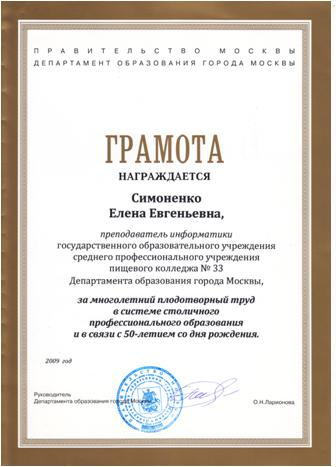 ПРАВИТЕЛЬСТВО МОСКВЫ
ДЕПАРТАМЕНТ ОБРАЗОВАНИЯ ГОРОДА МОСКВЫ
ГРАМОТА
НАГРАЖДАЕТСЯ
Симоненко
Елена Евгеньевна,
преподаватель информатики
государственного образовательного учреждения
среднего профессионального учреждения
пищевого колледжа № 33
Департамента образования города Москвы,
за многолетний плодотворный труд
в системе столичного
профессионального образования
и в связи с 50-летием со дня рождения.
2009 год
Руководитель
Департамента образования города Москвы
О.Н.Ларионова